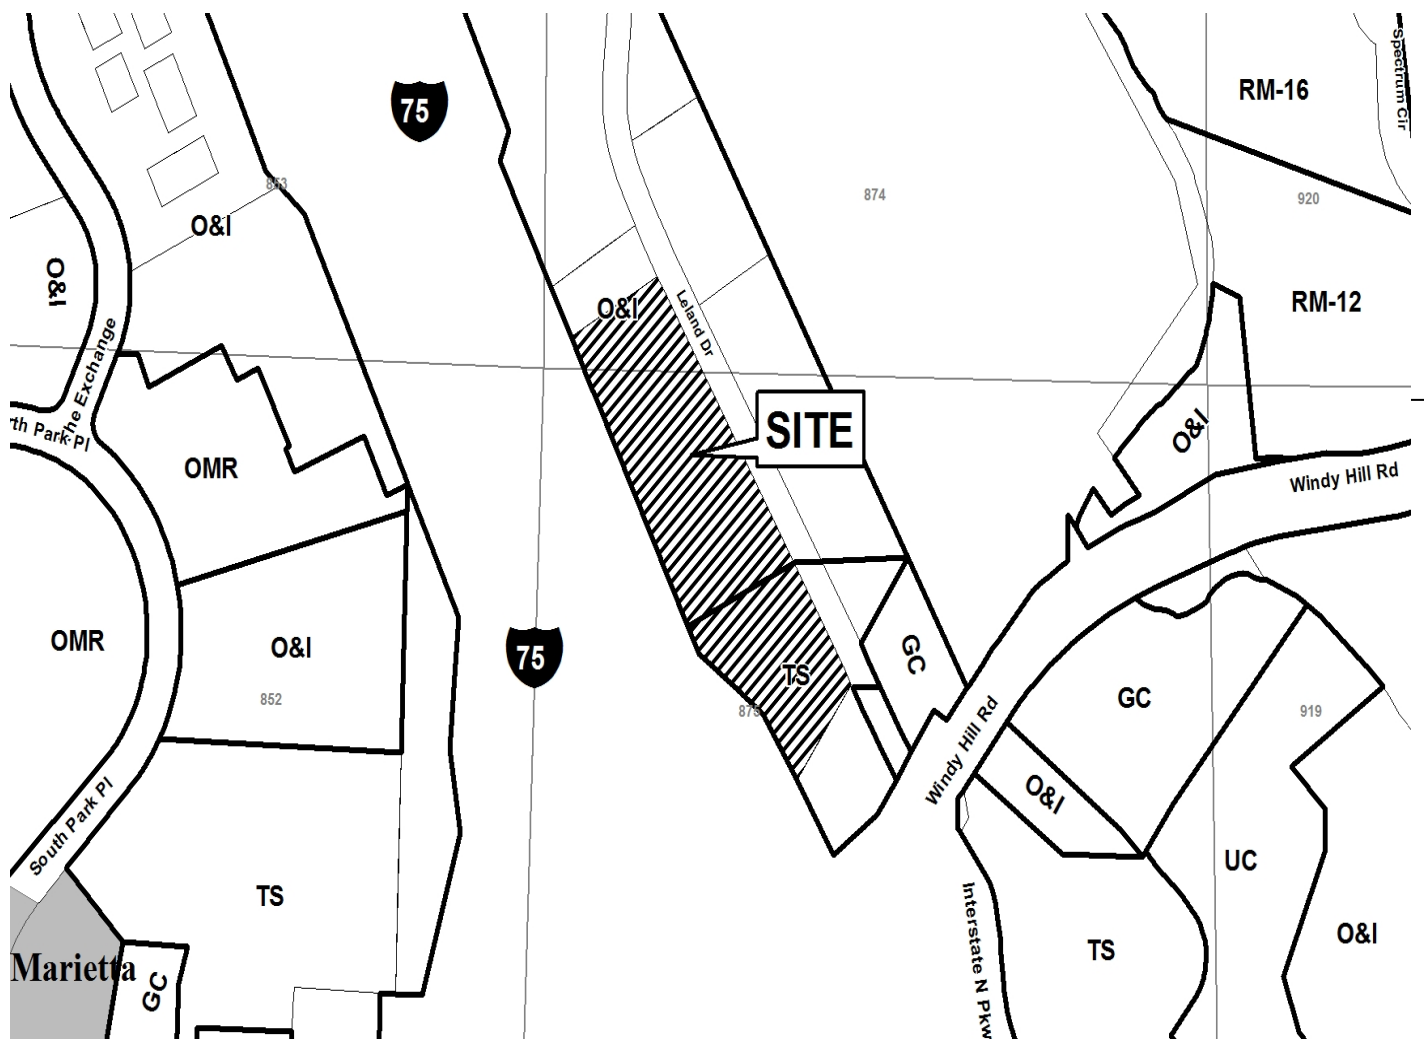 Spectrum Cir
75
RM-16
853
874
920
O&I
O&I
RM-12
O&I
Leland Dr
The Exchange
SITE
rth Park Pl
O&I
OMR
Windy Hill Rd
OMR
O&I
GC
75
TS
852
875
GC
919
Windy Hill Rd
O&I
South Park Pl
UC
TS
O&I
TS
Interstate N Pkw
Marietta
GC